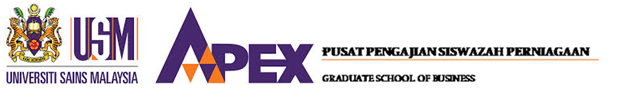 USM
UNIVERSITI SAINS MALAYSIA
APEX
PUSAT PENGAJIAN SISWAZAH PERNIAGAAN
GRADUATE SCHOOL OF BUSINESS